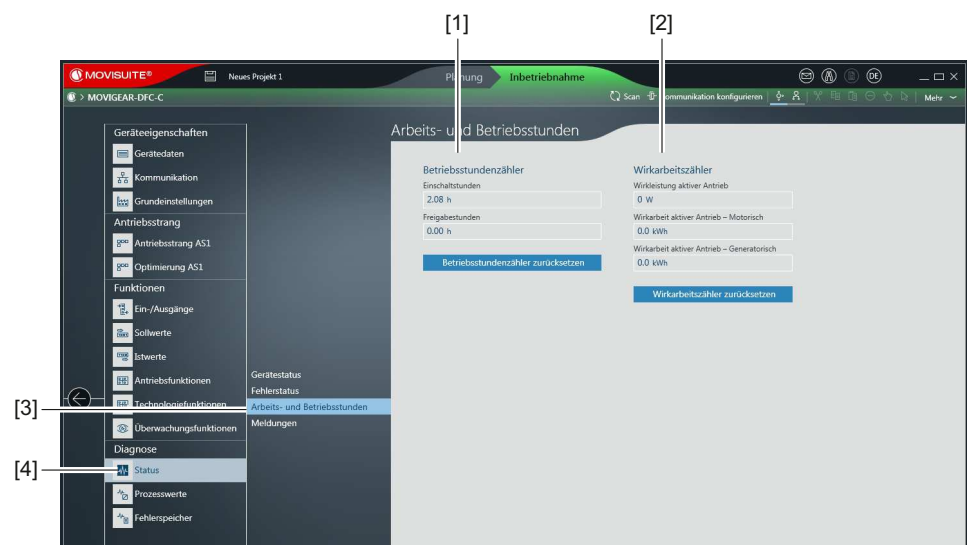 [1]
[2]
MOVISUITE®
Neues Projekt 1
Planung
Inbetriebnahme
DE
> MOVIGEAR-DFC-C
Scan
Kommunikation konfigurieren
Mehr
Arbeits- und Betriebsstunden
Geräteeigenschaften
Gerätedaten
Kommunikation
Grundeinstellungen
Antriebsstrang
Antriebsstrang AS1
Optimierung AS1
Funktionen
Ein-/Ausgänge
Sollwerte
Istwerte
Antriebsfunktionen
Technologiefunktionen
Überwachungsfunktionen
Diagnose
Status
Prozesswerte
Fehlerspeicher
Gerätestatus
Fehlerstatus
Arbeits- und Betriebsstunden
Meldungen
Betriebsstundenzähler
Einschaltstunden
2.08 h
Freigabestunden
0.00 h
Betriebsstundenzähler zurücksetzen
Wirkarbeitszähler
Wirkleistung aktiver Antrieb
0 W
Wirkarbeit aktiver Antrieb – Motorisch
0.0 kWh
Wirkarbeit aktiver Antrieb – Generatorisch
0.0 kWh
Wirkarbeitszähler zurücksetzen
[3]
[4]